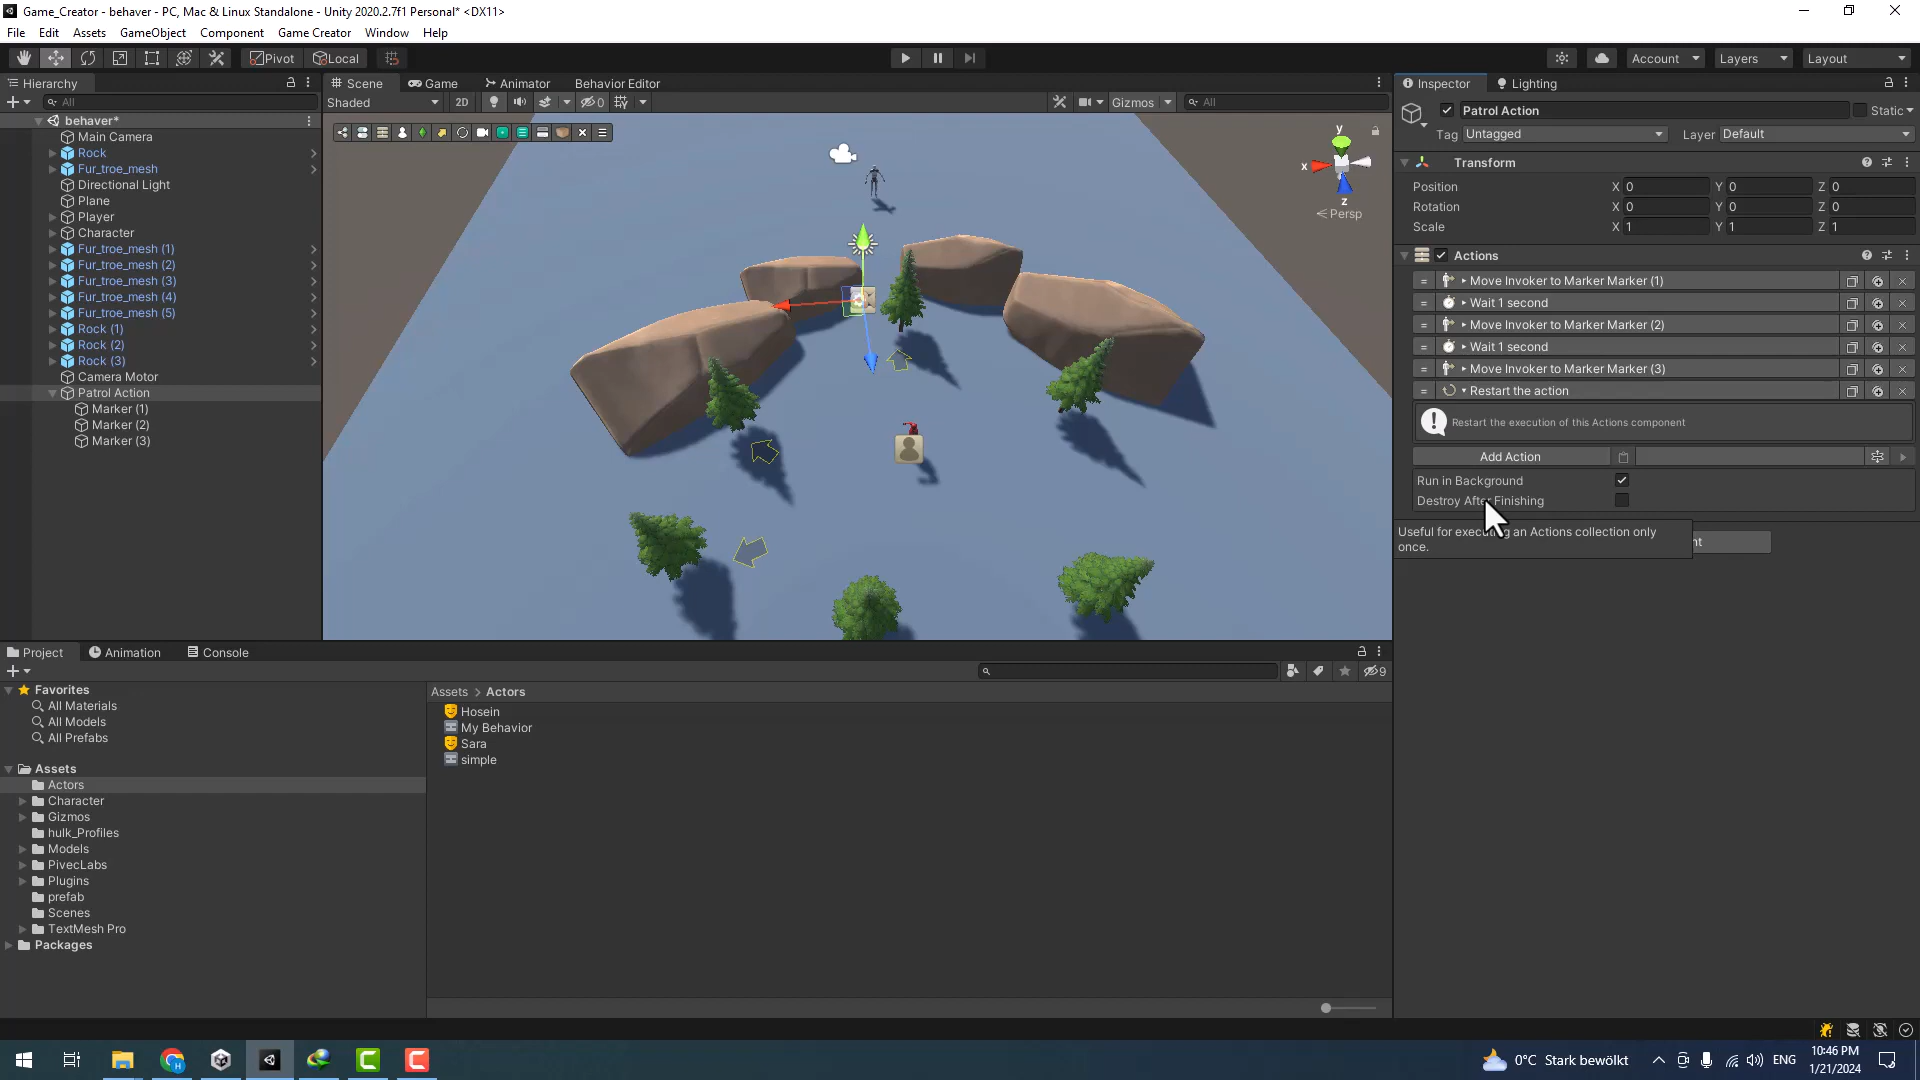 Game_Creator - behaver - PC, Mac & Linux Standalone - Unity 2020.2.7f1 Personal* <DX11>
File Edit Assets GameObject Component Game Creator Window Help
Pivot Local Account Layers Layout
Hierarchy
All
behaver*
Main Camera
Rock
Fur_troe_mesh
Directional Light
Plane
Player
Character
Fur_troe_mesh (1)
Fur_troe_mesh (2)
Fur_troe_mesh (3)
Fur_troe_mesh (4)
Fur_troe_mesh (5)
Rock (1)
Rock (2)
Rock (3)
Camera Motor
Patrol Action
Marker (1)
Marker (2)
Marker (3)
Scene Game Animator Behavior Editor
Shaded 2D 0 Gizmos All
y
x
z
< Persp
Inspector Lighting
Patrol Action Static
Tag Untagged Layer Default
Transform
Position X 0 Y 0 Z 0
Rotation X 0 Y 0 Z 0
Scale X 1 Y 1 Z 1
Actions
Move Invoker to Marker Marker (1)
Wait 1 second
Move Invoker to Marker Marker (2)
Wait 1 second
Move Invoker to Marker Marker (3)
Restart the action
Restart the execution of this Actions component
Add Action
Run in Background
Destroy After Finishing
Useful for executing an Actions collection only
once.
nt
Project Animation Console
9
Favorites
All Materials
All Models
All Prefabs
Assets
Actors
Character
Gizmos
hulk_Profiles
Models
PivecLabs
Plugins
prefab
Scenes
TextMesh Pro
Packages
Assets > Actors
Hosein
My Behavior
Sara
simple
0°C Stark bewölkt
ENG
10:46 PM
1/21/2024